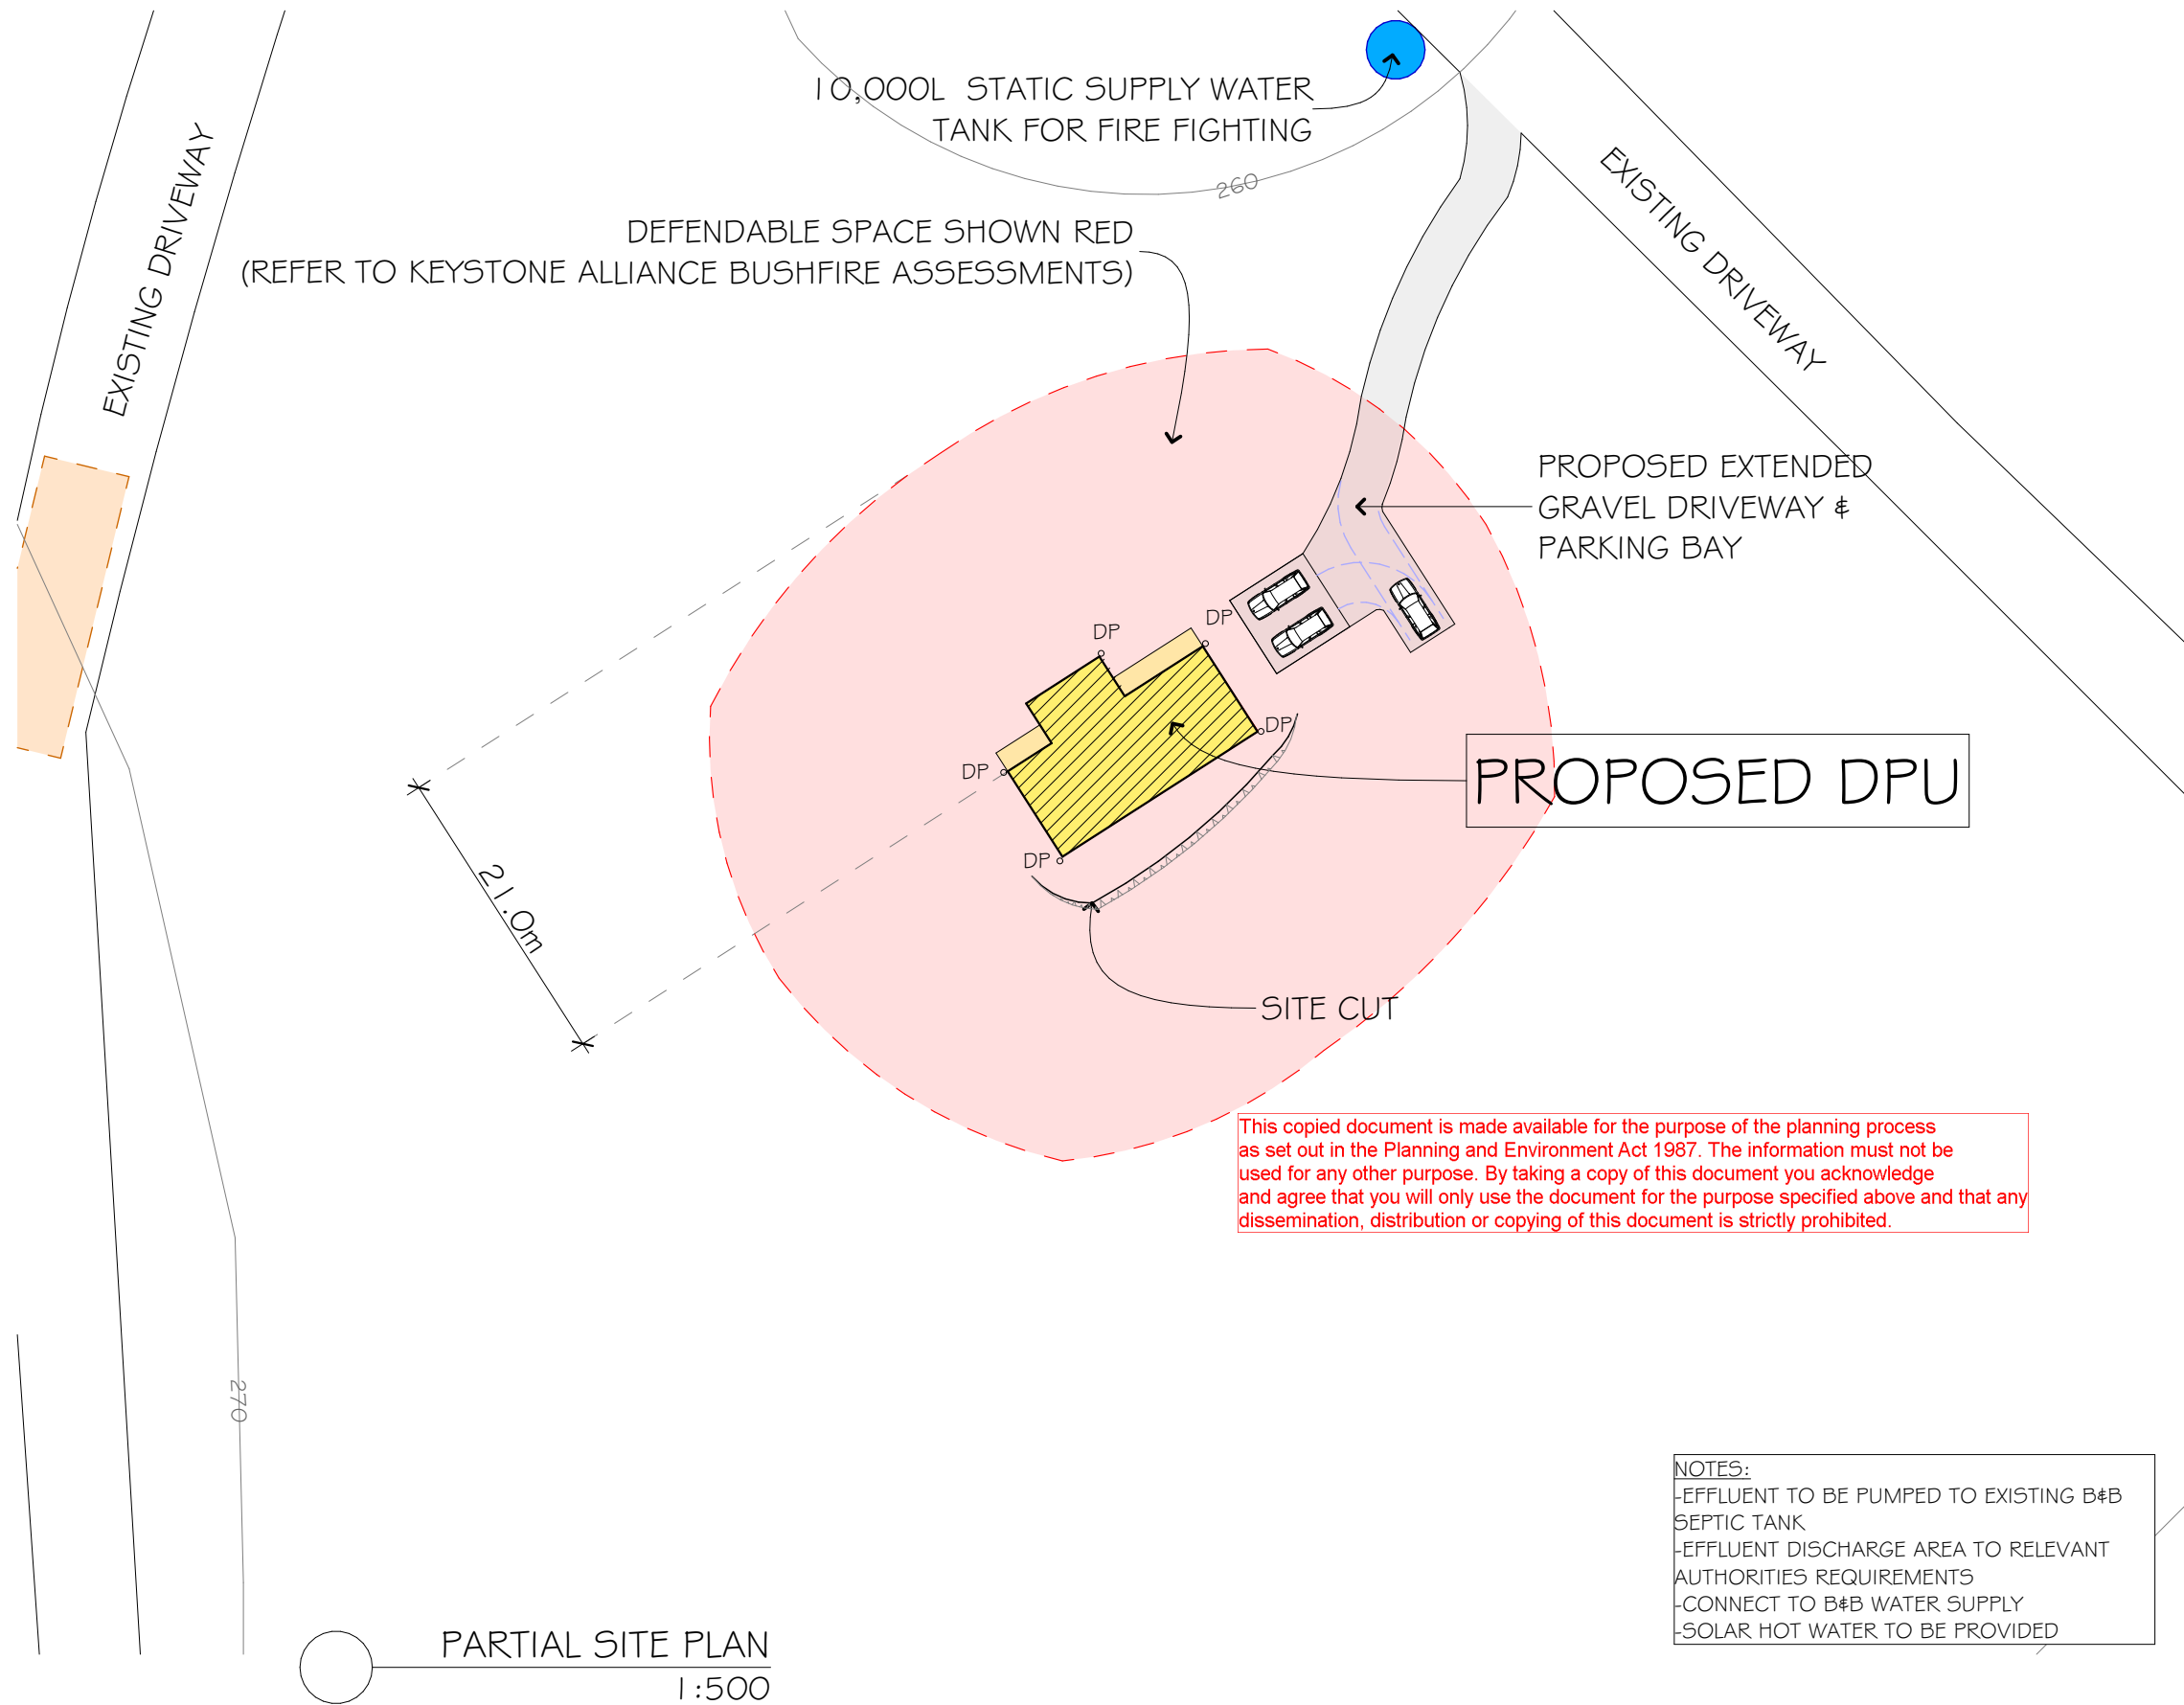 10,000L STATIC SUPPLY WATER
TANK FOR FIRE FIGHTING
260
EXISTING DRIVEWAY
EXISTING DRIVEWAY
DEFENDABLE SPACE SHOWN RED
(REFER TO KEYSTONE ALLIANCE BUSHFIRE ASSESSMENTS)
PROPOSED EXTENDED
GRAVEL DRIVEWAY &
PARKING BAY
DP
DP
DP
DP
DP
PROPOSED DPU
21.0m
SITE CUT
This copied document is made available for the purpose of the planning process
as set out in the Planning and Environment Act 1987. The information must not be
used for any other purpose. By taking a copy of this document you acknowledge
and agree that you will only use the document for the purpose specified above and that any
dissemination, distribution or copying of this document is strictly prohibited.
270
NOTES:
-EFFLUENT TO BE PUMPED TO EXISTING B&B
SEPTIC TANK
-EFFLUENT DISCHARGE AREA TO RELEVANT
AUTHORITIES REQUIREMENTS
-CONNECT TO B&B WATER SUPPLY
-SOLAR HOT WATER TO BE PROVIDED
PARTIAL SITE PLAN
1:500